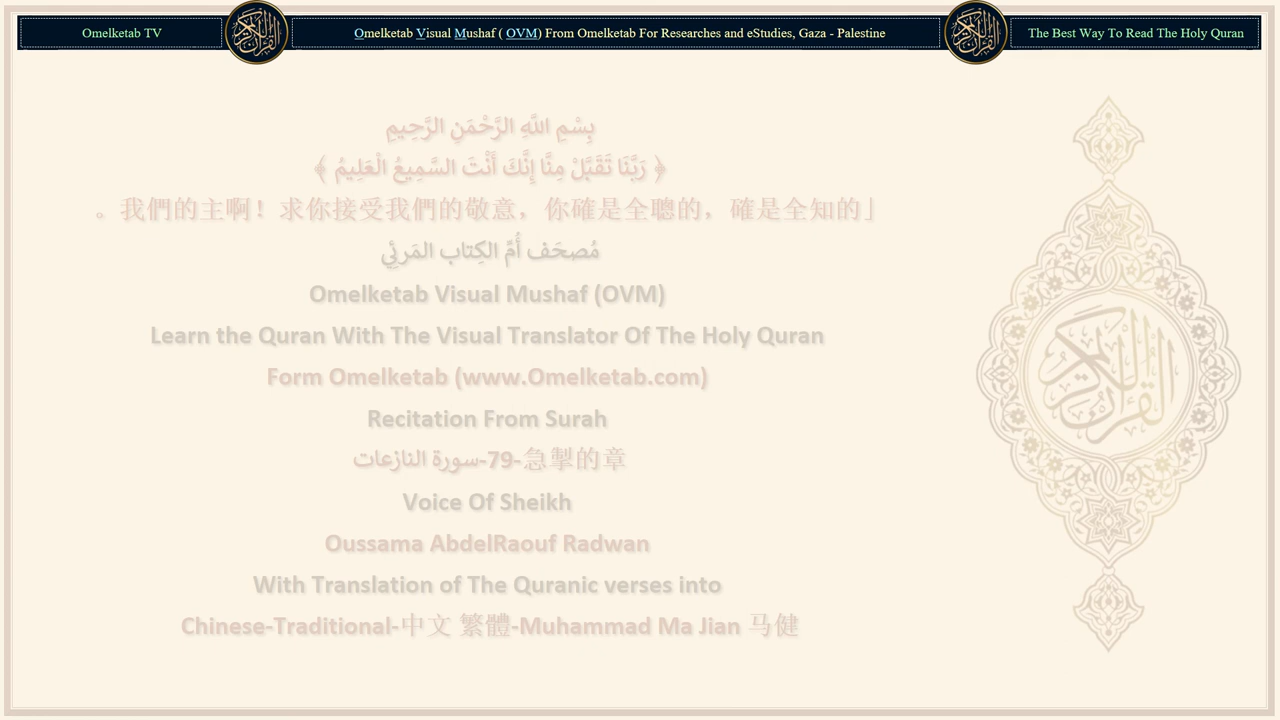 Omelketab TV
Omelketab Visual Mushaf ( OVM) From Omelketab For Researches and eStudies, Gaza - Palestine
The Best Way To Read The Holy Quran
بِسْمِ اللَّهِ الرَّحْمَنِ الرَّحِيمِ
﴿ رَبَّنَا تَقَبَّلْ مِنَّا إِنَّكَ أَنْتَ السَّمِيعُ الْعَلِيمُ ﴾
。我們的主啊！求你接受我們的敬意，你確是全聰的，確是全知的」
مُصحَف أُمِّ الكِتاب المَرئِي
Omelketab Visual Mushaf (OVM)
Learn the Quran With The Visual Translator Of The Holy Quran
Form Omelketab (www.Omelketab.com)
Recitation From Surah
سورة النازعات-79-急掣的章
Voice Of Sheikh
Oussama AbdelRaouf Radwan
With Translation of The Quranic verses into
Chinese-Traditional-中文 繁體-Muhammad Ma Jian 马健
القرآن الكريم